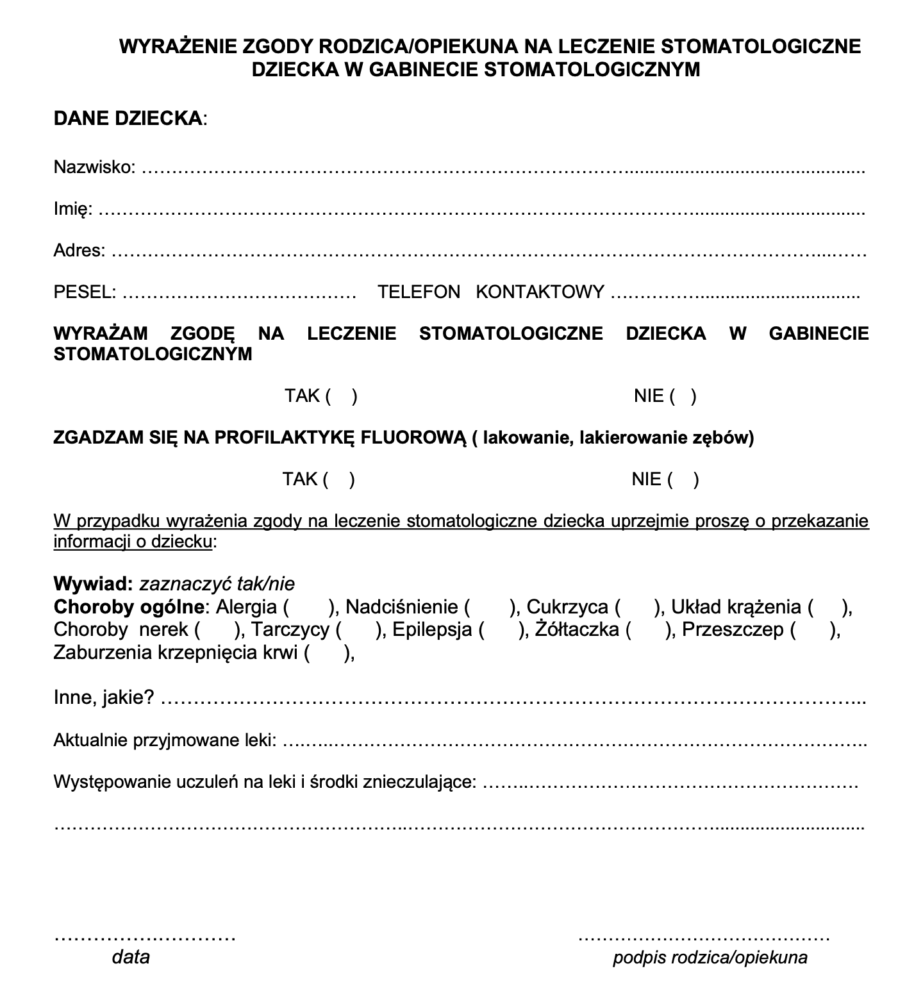 WYRAŻENIE ZGODY RODZICA/OPIEKUNA NA LECZENIE STOMATOLOGICZNE
DZIECKA W GABINECIE STOMATOLOGICZNYM
DANE DZIECKA:
Nazwisko: ……………………………………………………………………................................................
Imię: …………………………………………………………………………………...................................
Adres: ……………………………………………………………………………………………………...……
PESEL: ………………………………… TELEFON KONTAKTOWY ……………................................
WYRAŻAM ZGODĘ NA LECZENIE STOMATOLOGICZNE DZIECKA W GABINECIE
STOMATOLOGICZNYM
TAK ( ) NIE ( )
ZGADZAM SIĘ NA PROFILAKTYKĘ FLUOROWĄ ( lakowanie, lakierowanie zębów)
TAK ( ) NIE ( )
W przypadku wyrażenia zgody na leczenie stomatologiczne dziecka uprzejmie proszę o przekazanie
informacji o dziecku:
Wywiad: zaznaczyć tak/nie
Choroby ogólne: Alergia ( ), Nadciśnienie ( ), Cukrzyca ( ), Układ krążenia ( ),
Choroby nerek ( ), Tarczycy ( ), Epilepsja ( ), Żółtaczka ( ), Przeszczep ( ),
Zaburzenia krzepnięcia krwi ( ),
Inne, jakie? ……………………………………………………………………………………………...
Aktualnie przyjmowane leki: ……..………………………………………………………………………..
Występowanie uczuleń na leki i środki znieczulające: ……..……………………………………………….
…………………………………………………..…………………………………………...............................
………………………… ……………………………………
data podpis rodzica/opiekuna